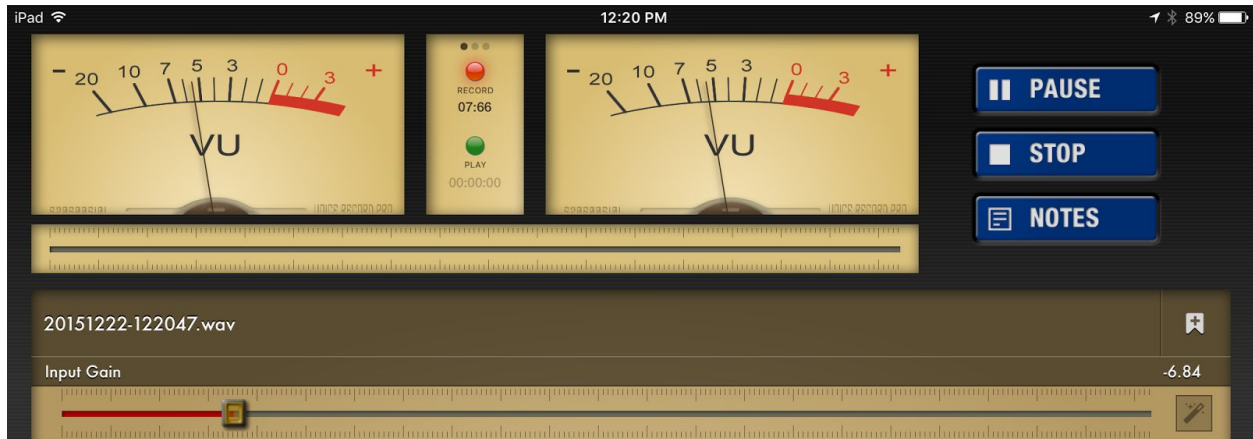 iPad 12:20 PM 89%
- 20 10 7 5 3 0 3 +
VU
RECORD
07:66
PLAY
00:00:00
- 20 10 7 5 3 0 3 +
VU
PAUSE
STOP
NOTES
20151222-122047.wav
Input Gain -6.84